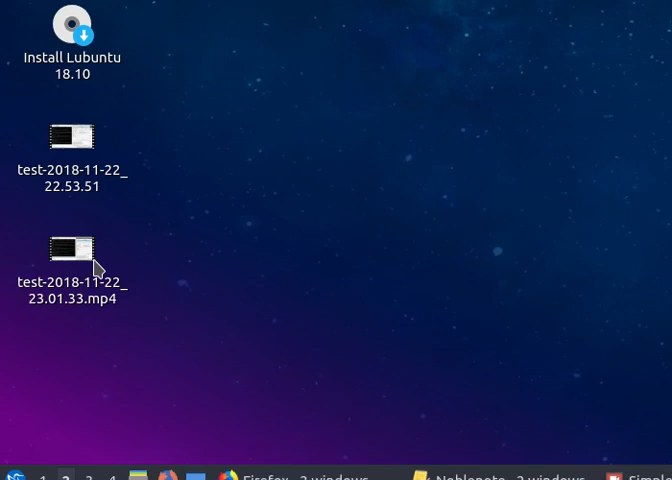 Install Lubuntu
18.10
test-2018-11-22_
22.53.51
test-2018-11-22_
23.01.33.mp4
1 2 3 4 Firefox - 2 windows Noblenote - 2 windows Simple